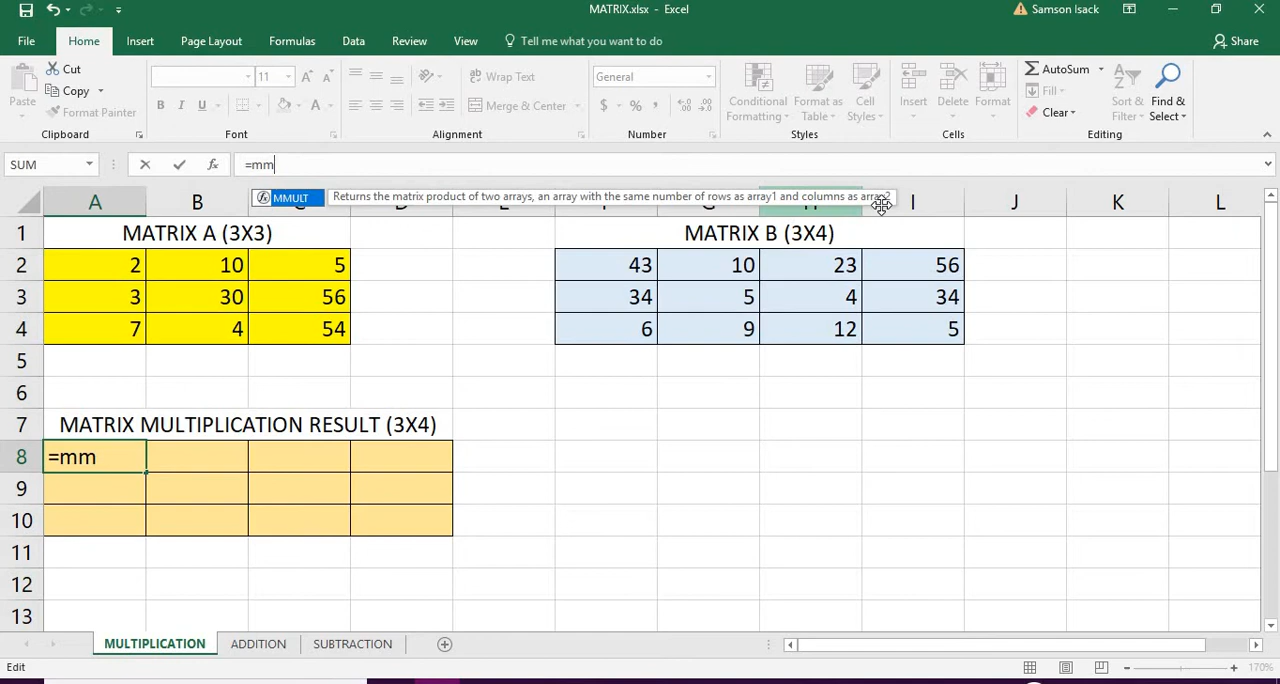 MATRIX.xlsx - Excel
Samson Isack
File Home Insert Page Layout Formulas Data Review View Tell me what you want to do
Share
Paste
Cut
Copy
Format Painter
11
Wrap Text
Merge & Center
General
Conditional Formatting
Format as Table
Cell Styles
Insert
Delete
Format
AutoSum
Fill
Clear
Sort & Filter
Find & Select
Clipboard Font Alignment Number Styles Cells Editing
SUM fx =mm
MMULT Returns the matrix product of two arrays, an array with the same number of rows as array1 and columns as array2
A B I J K L
1 MATRIX A (3X3) MATRIX B (3X4)
2 2 10 5 43 10 23 56
3 3 30 56 34 5 4 34
4 7 4 54 6 9 12 5
5
6
7 MATRIX MULTIPLICATION RESULT (3X4)
8 =mm
9
10
11
12
13
MULTIPLICATION ADDITION SUBTRACTION
Edit 170%